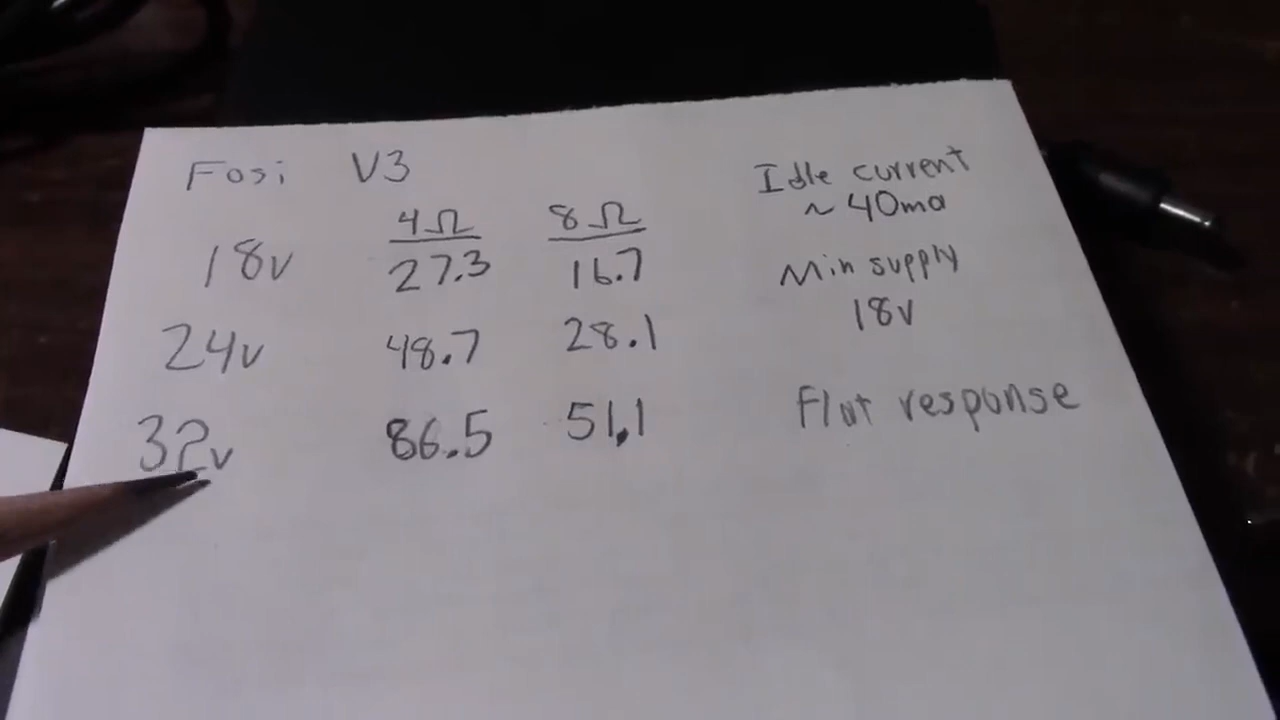 Fosi V3
4Ω 8Ω
18v 27.3 16.7
24v 48.7 28.1
32v 86.5 51.1
Idle current
~ 40ma
Min supply
18v
Flat response